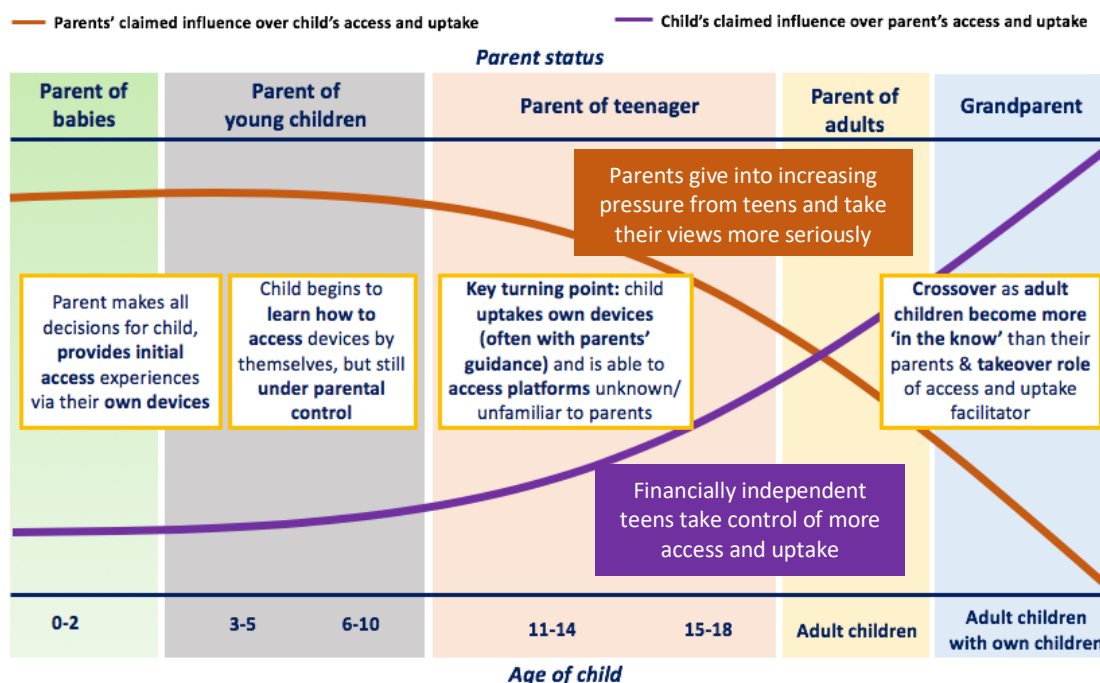 Parents’ claimed influence over child’s access and uptake
Child’s claimed influence over parent’s access and uptake
Parent status
Parent of
babies
Parent of
young children
Parent of teenager
Parent of
adults
Grandparent
Parents give into increasing
pressure from teens and take
their views more seriously
Parent makes all
decisions for child,
provides initial
access experiences
via their own devices
Child begins to
learn how to
access devices by
themselves, but still
under parental
control
Key turning point: child
uptakes own devices
(often with parents’
guidance) and is able to
access platforms unknown/
unfamiliar to parents
Crossover as adult
children become more
‘in the know’ than their
parents & takeover role
of access and uptake
facilitator
Financially independent
teens take control of more
access and uptake
0-2
3-5
6-10
11-14
15-18
Adult children
Adult children
with own children
Age of child